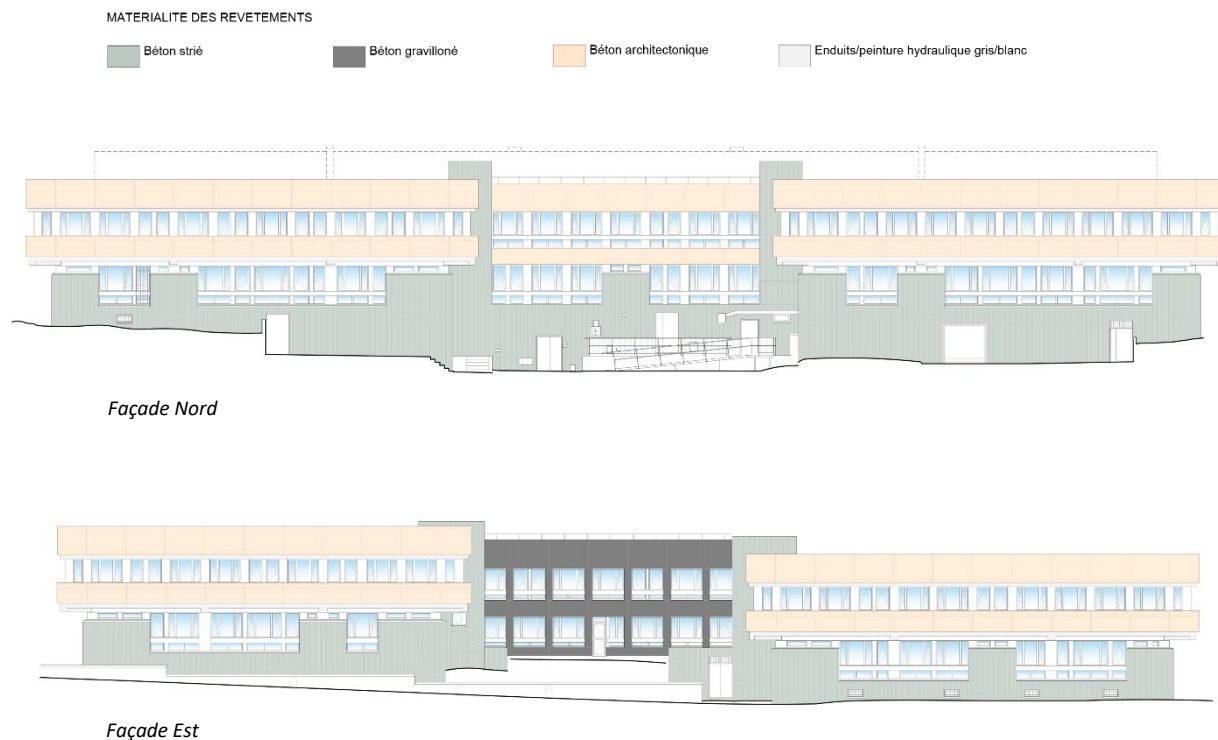 MATERIALITE DES REVETEMENTS
Béton strié
Béton gravilloné
Béton architectonique
Enduits/peinture hydraulique gris/blanc
Façade Nord
Façade Est